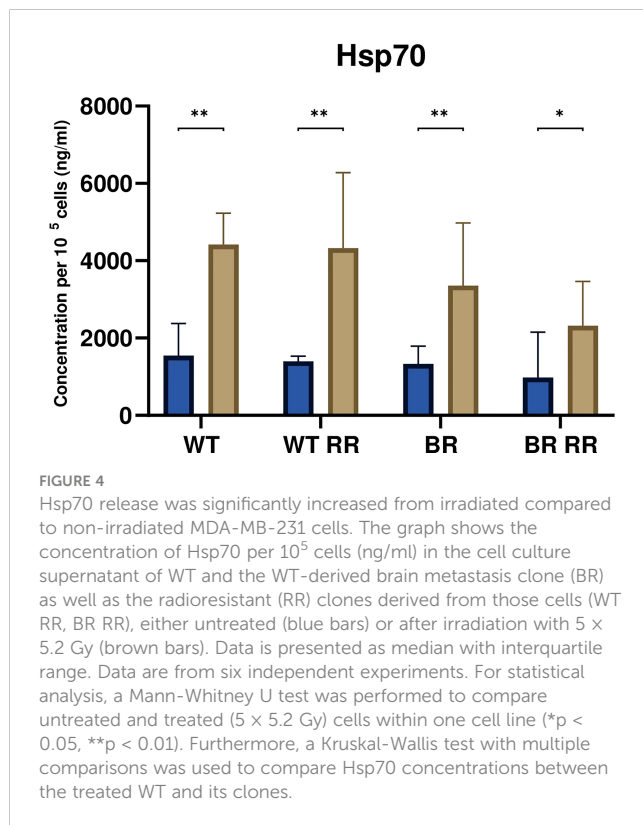 Hsp70
8000
6000
4000
2000
0
Concentration per 10 5 cells (ng/ml)
** ** ** *
WT WT RR BR BR RR
FIGURE 4
Hsp70 release was significantly increased from irradiated compared
to non-irradiated MDA-MB-231 cells. The graph shows the
concentration of Hsp70 per 10⁵ cells (ng/ml) in the cell culture
supernatant of WT and the WT-derived brain metastasis clone (BR)
as well as the radioresistant (RR) clones derived from those cells (WT
RR, BR RR), either untreated (blue bars) or after irradiation with 5 ×
5.2 Gy (brown bars). Data is presented as median with interquartile
range. Data are from six independent experiments. For statistical
analysis, a Mann-Whitney U test was performed to compare
untreated and treated (5 × 5.2 Gy) cells within one cell line (*p <
0.05, **p < 0.01). Furthermore, a Kruskal-Wallis test with multiple
comparisons was used to compare Hsp70 concentrations between
the treated WT and its clones.